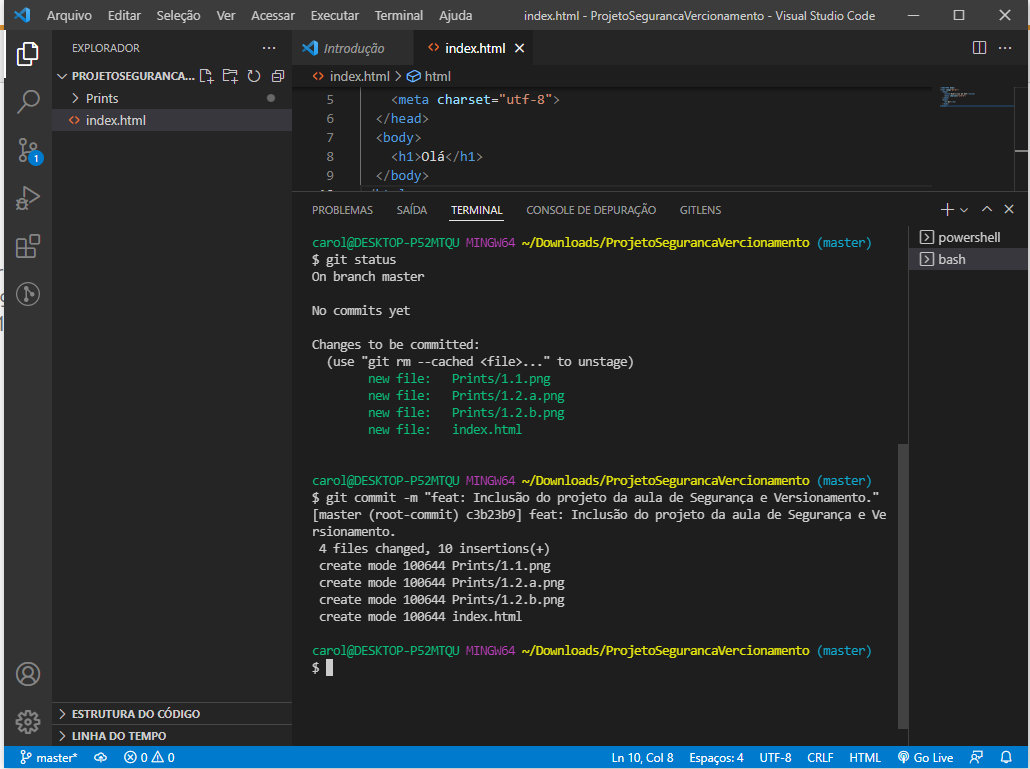 Arquivo Editar Seleção Ver Acessar Executar Terminal Ajuda index.html - ProjetoSegurancaVercionamento - Visual Studio Code
EXPLORADOR
PROJETOSEGURANCA...
Prints
index.html
1
ESTRUTURA DO CÓDIGO
LINHA DO TEMPO
Introdução index.html
index.html > html
5 <meta charset="utf-8">
6 </head>
7 <body>
8 <h1>Olá</h1>
9 </body>
PROBLEMAS SAÍDA TERMINAL CONSOLE DE DEPURAÇÃO GITLENS
carol@DESKTOP-P52MTQU MINGW64 ~/Downloads/ProjetoSegurancaVercionamento (master)
$ git status
On branch master
No commits yet
Changes to be committed:
(use "git rm --cached <file>..." to unstage)
new file: Prints/1.1.png
new file: Prints/1.2.a.png
new file: Prints/1.2.b.png
new file: index.html
carol@DESKTOP-P52MTQU MINGW64 ~/Downloads/ProjetoSegurancaVercionamento (master)
$ git commit -m "feat: Inclusão do projeto da aula de Segurança e Versionamento."
[master (root-commit) c3b23b9] feat: Inclusão do projeto da aula de Segurança e Ve
rsionamento.
4 files changed, 10 insertions(+)
create mode 100644 Prints/1.1.png
create mode 100644 Prints/1.2.a.png
create mode 100644 Prints/1.2.b.png
create mode 100644 index.html
carol@DESKTOP-P52MTQU MINGW64 ~/Downloads/ProjetoSegurancaVercionamento (master)
$
powershell
bash
master* 0 0 Ln 10, Col 8 Espaços: 4 UTF-8 CRLF HTML Go Live